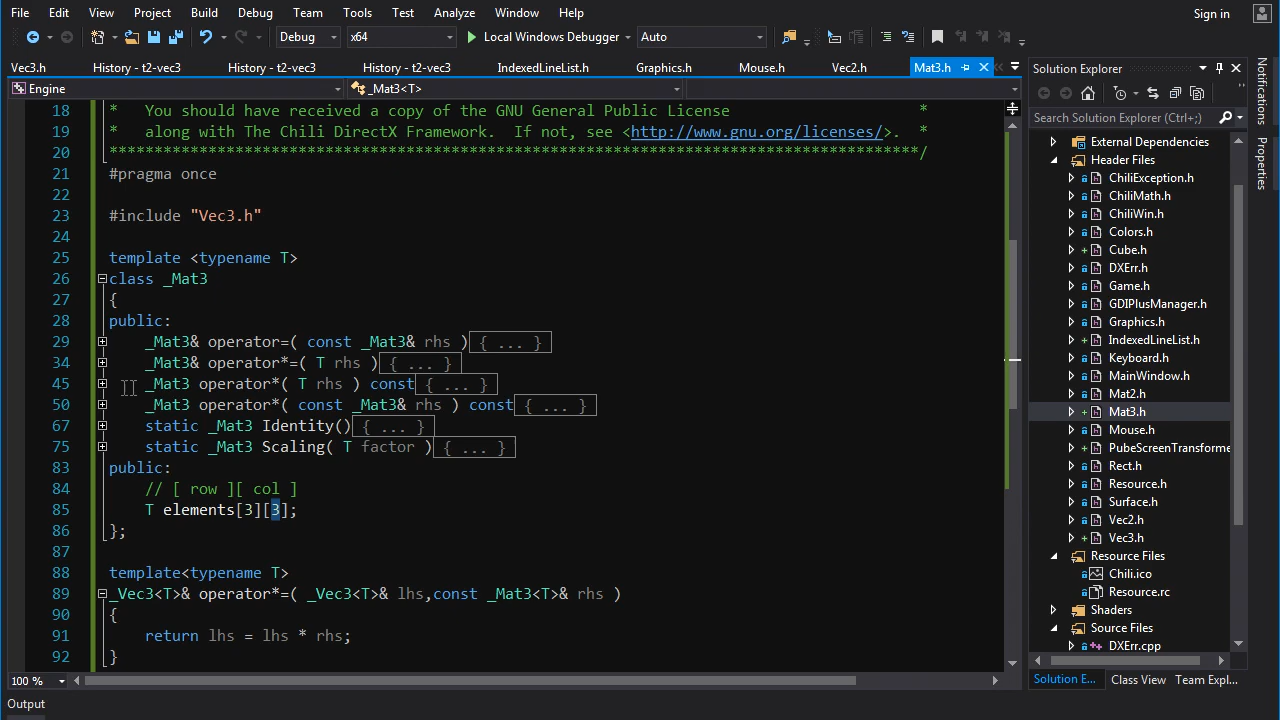 File Edit View Project Build Debug Team Tools Test Analyze Window Help Sign in
Debug x64 Local Windows Debugger Auto
Vec3.h History - t2-vec3 History - t2-vec3 History - t2-vec3 IndexedLineList.h Graphics.h Mouse.h Vec2.h Mat3.h
Engine _Mat3<T>
18 * You should have received a copy of the GNU General Public License *
19 * along with The Chili DirectX Framework. If not, see <http://www.gnu.org/licenses/>. *
20 ******************************************************************************************/
21 #pragma once
22
23 #include "Vec3.h"
24
25 template <typename T>
26 class _Mat3
27 {
28 public:
29 _Mat3& operator=( const _Mat3& rhs ){ ... }
34 _Mat3& operator*=( T rhs ){ ... }
45 _Mat3 operator*( T rhs ) const{ ... }
50 _Mat3 operator*( const _Mat3& rhs ) const{ ... }
67 static _Mat3 Identity(){ ... }
75 static _Mat3 Scaling( T factor ){ ... }
83 public:
84 // [ row ][ col ]
85 T elements[3][3];
86 };
87
88 template<typename T>
89 _Vec3<T>& operator*=( _Vec3<T>& lhs,const _Mat3<T>& rhs )
90 {
91 return lhs = lhs * rhs;
92 }
100 %
Output
Solution Explorer
Search Solution Explorer (Ctrl+;)
External Dependencies
Header Files
ChiliException.h
ChiliMath.h
ChiliWin.h
Colors.h
Cube.h
DXErr.h
Game.h
GDIPlusManager.h
Graphics.h
IndexedLineList.h
Keyboard.h
MainWindow.h
Mat2.h
Mat3.h
Mouse.h
PubeScreenTransforme
Rect.h
Resource.h
Surface.h
Vec2.h
Vec3.h
Resource Files
Chili.ico
Resource.rc
Shaders
Source Files
DXErr.cpp
Solution E... Class View Team Expl...
Notifications
Properties